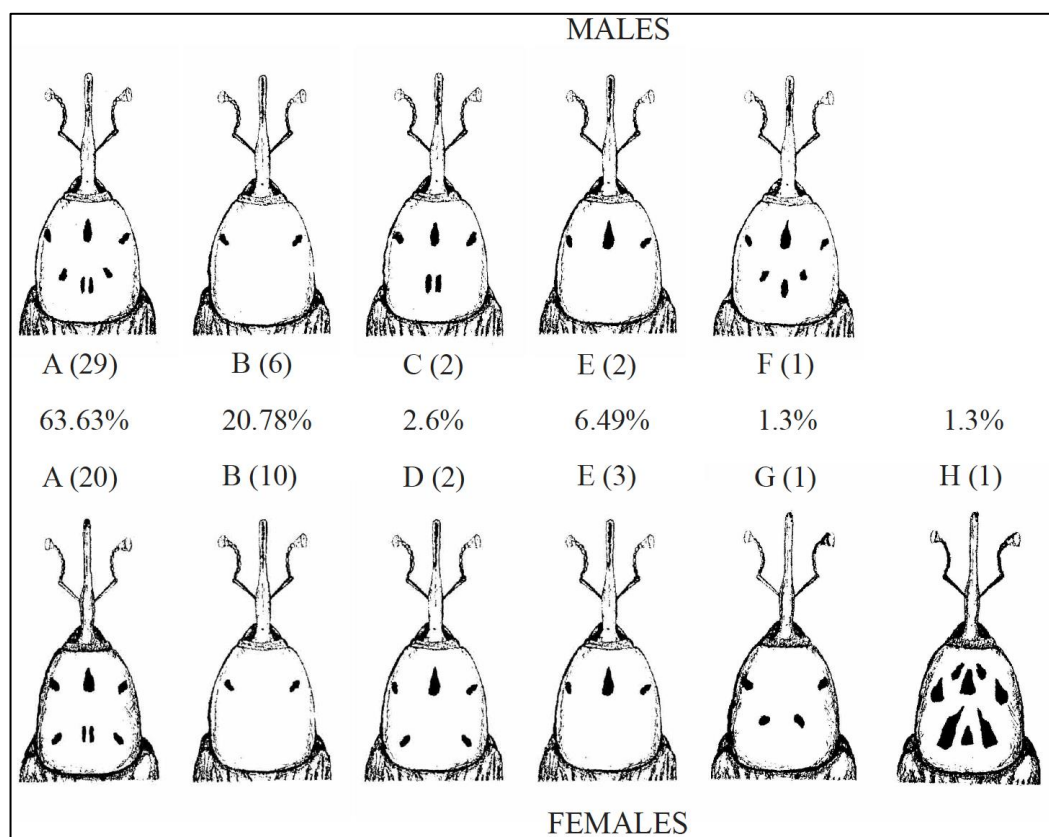 MALES
A (29) B (6) C (2) E (2) F (1)
63.63% 20.78% 2.6% 6.49% 1.3% 1.3%
A (20) B (10) D (2) E (3) G (1) H (1)
FEMALES